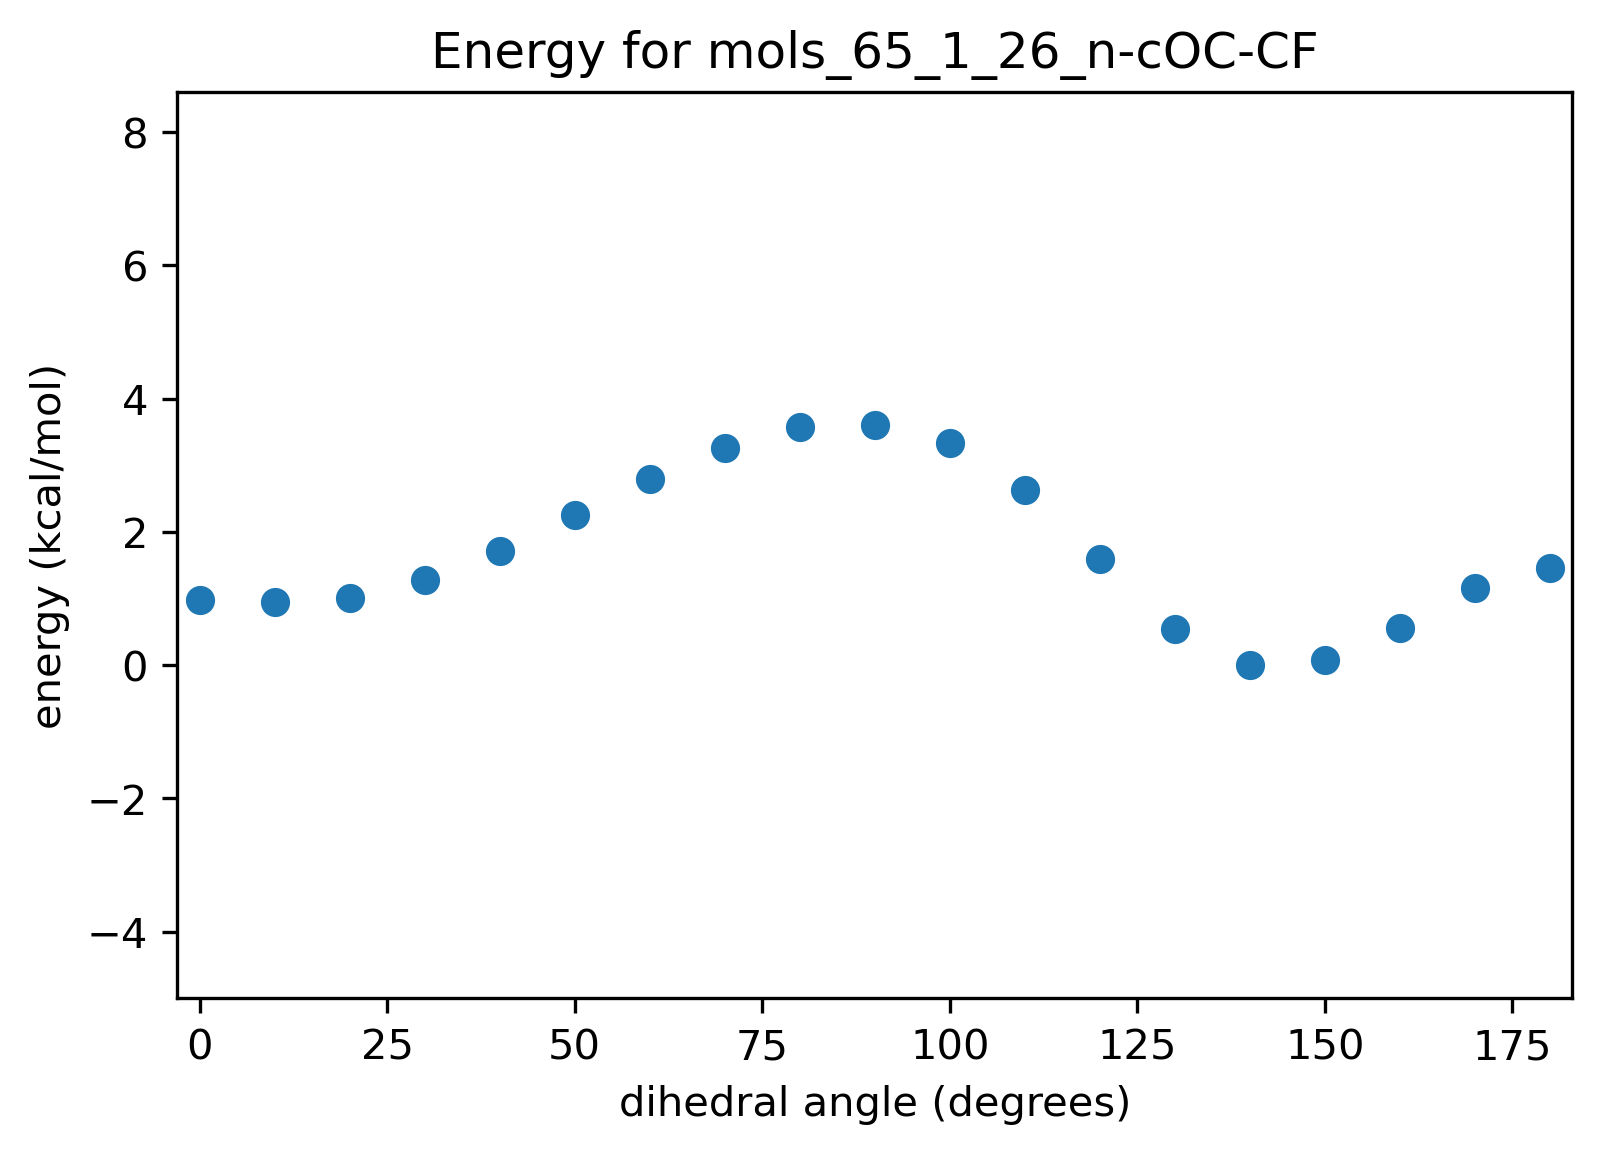 Energy for mols_65_1_26_n-cOC-CF
8
6
4
2
0
−2
−4
energy (kcal/mol)
0 25 50 75 100 125 150 175
dihedral angle (degrees)